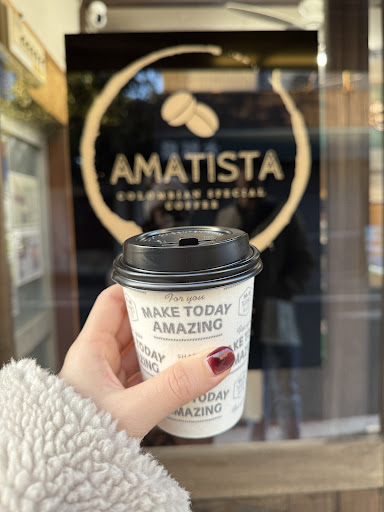 AMATISTA
COLOMBIAN SPECIAL
COFFEE
For you
MAKE TODAY
AMAZING
TODAY
AMAZING